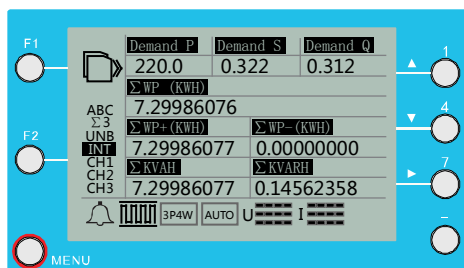 F1
Demand P Demand S Demand Q
220.0 0.322 0.312
1
ΣWP (KWH)
7.29986076
ABC
Σ3
UNB
INT
CH1
CH2
CH3
ΣWP+(KWH) ΣWP-(KWH)
7.29986077 0.00000000
4
F2
ΣKVAH ΣKVARH
7.29986077 0.14562358
7
3P4W AUTO U I
-
MENU